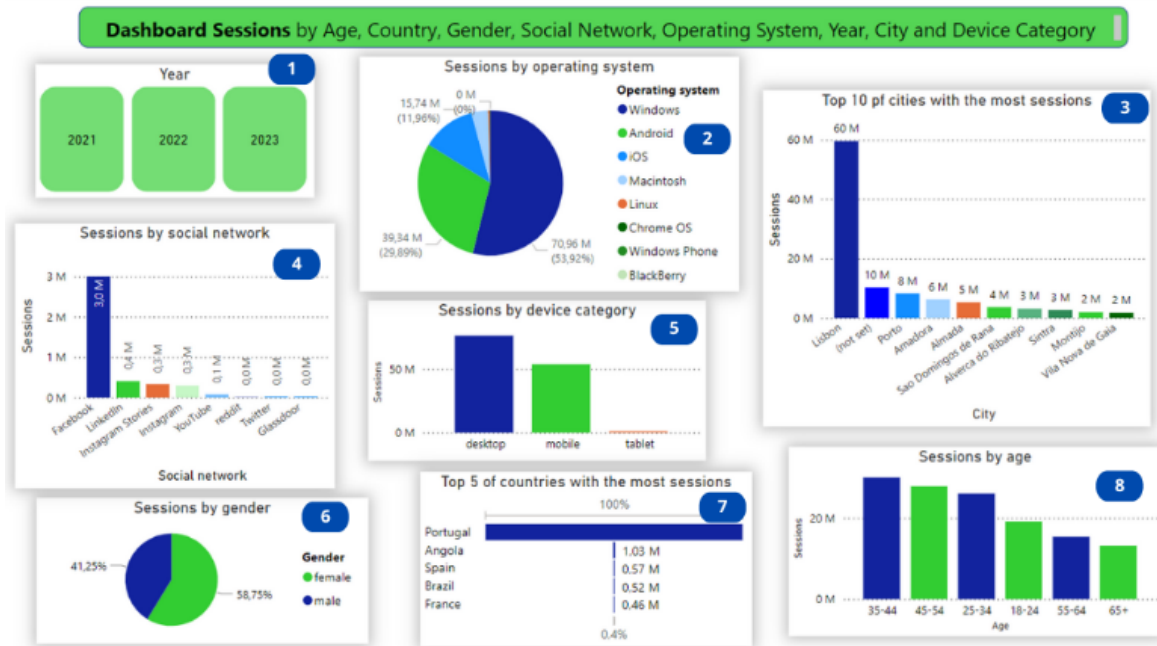 Dashboard Sessions by Age, Country, Gender, Social Network, Operating System, Year, City and Device Category
1
Year
2021
2022
2023
2
Sessions by operating system
0 M
(0%)
15,74 M
(11,96%)
39,34 M
(29,89%)
70,96 M
(53,92%)
Operating system
Windows
Android
iOS
Macintosh
Linux
Chrome OS
Windows Phone
BlackBerry
3
Top 10 pf cities with the most sessions
Sessions
60 M
40 M
20 M
0 M
60 M
10 M
8 M
6 M
5 M
4 M
3 M
3 M
2 M
2 M
Lisbon
(not set)
Porto
Amadora
Almada
Sao Domingos de Rana
Alverca do Ribatejo
Sintra
Montijo
Vila Nova de Gaia
City
4
Sessions by social network
Sessions
3 M
2 M
1 M
0 M
3,0 M
0,4 M
0,3 M
0,3 M
0,1 M
0,0 M
0,0 M
0,0 M
Facebook
LinkedIn
Instagram Stories
Instagram
YouTube
reddit
Twitter
Glassdoor
Social network
5
Sessions by device category
Sessions
50 M
0 M
desktop
mobile
tablet
6
Sessions by gender
41,25%
58,75%
Gender
female
male
7
Top 5 of countries with the most sessions
100%
Portugal
Angola
1.03 M
Spain
0.57 M
Brazil
0.52 M
France
0.46 M
0.4%
8
Sessions by age
Sessions
20 M
0 M
35-44
45-54
25-34
18-24
55-64
65+
Age